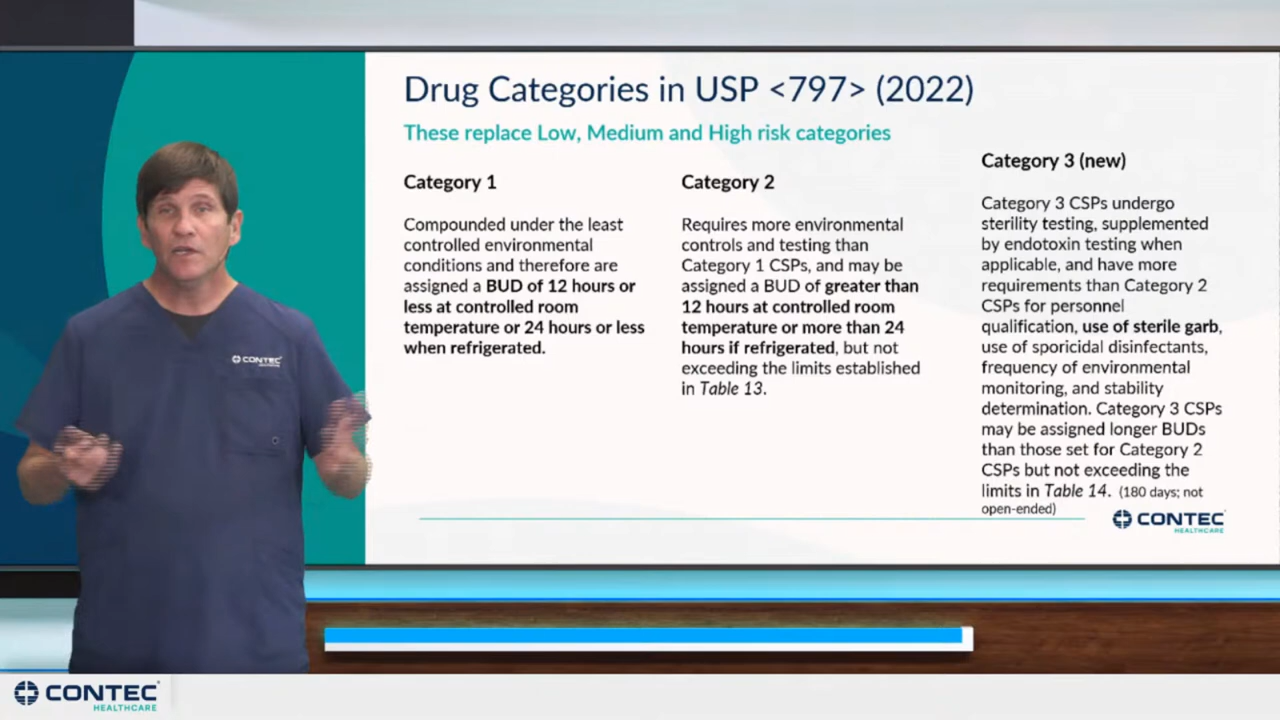 Drug Categories in USP <797> (2022)
These replace Low, Medium and High risk categories
Category 1
Compounded under the least
controlled environmental
conditions and therefore are
assigned a BUD of 12 hours or
less at controlled room
temperature or 24 hours or less
when refrigerated.
Category 2
Requires more environmental
controls and testing than
Category 1 CSPs, and may be
assigned a BUD of greater than
12 hours at controlled room
temperature or more than 24
hours if refrigerated, but not
exceeding the limits established
in Table 13.
Category 3 (new)
Category 3 CSPs undergo
sterility testing, supplemented
by endotoxin testing when
applicable, and have more
requirements than Category 2
CSPs for personnel
qualification, use of sterile garb,
use of sporicidal disinfectants,
frequency of environmental
monitoring, and stability
determination. Category 3 CSPs
may be assigned longer BUDs
than those set for Category 2
CSPs but not exceeding the
limits in Table 14. (180 days; not
open-ended)
CONTEC
HEALTHCARE
CONTEC
HEALTHCARE
CONTEC
HEALTHCARE